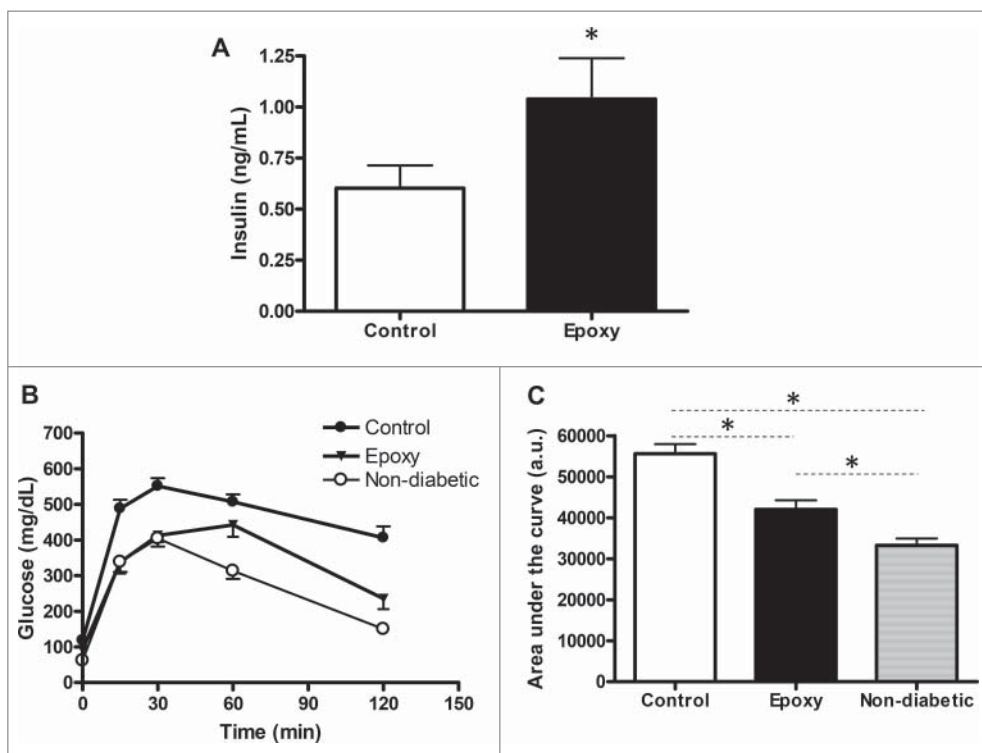 A
*
Insulin (ng/mL)
1.25
1.00
0.75
0.50
0.25
0.00
Control Epoxy
B
Glucose (mg/dL)
700
600
500
400
300
200
100
0
Control
Epoxy
Non-diabetic
0 30 60 90 120 150
Time (min)
C
*
* *
Area under the curve (a.u.)
60000
50000
40000
30000
20000
10000
0
Control Epoxy Non-diabetic